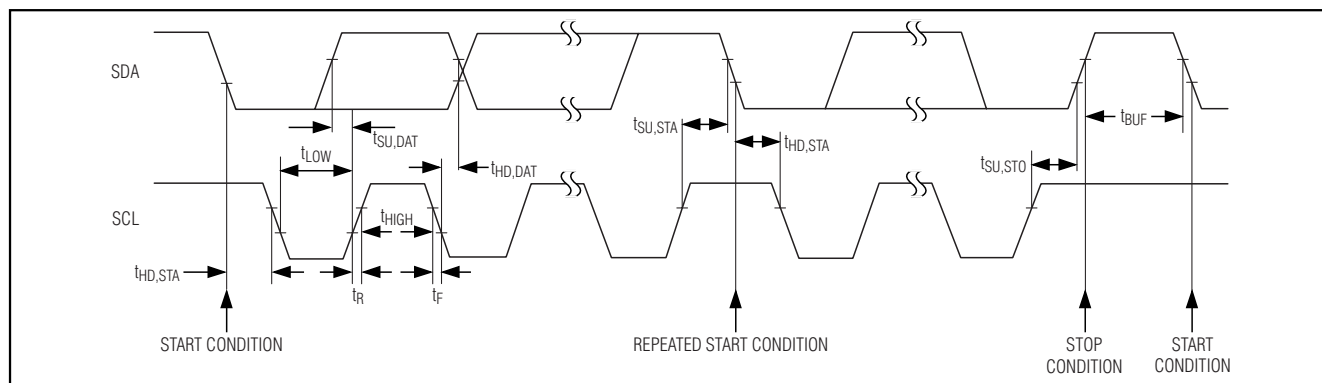 SDA
tSU,STA
tBUF
tSU,DAT
tHD,STA
tLOW
tHD,DAT
tSU,STO
SCL
tHIGH
tHD,STA
tR
tF
START CONDITION
REPEATED START CONDITION
STOP
CONDITION
START
CONDITION